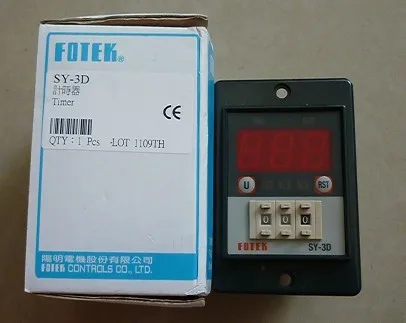 FOTEK®
SY-3D
計時器
Timer
CE
QTY : 1 Pcs -LOT 1109TH
陽明電機股份有限公司
FOTEK CONTROLS CO., LTD.
U
RST
0 0 0
FOTEK SY-3D